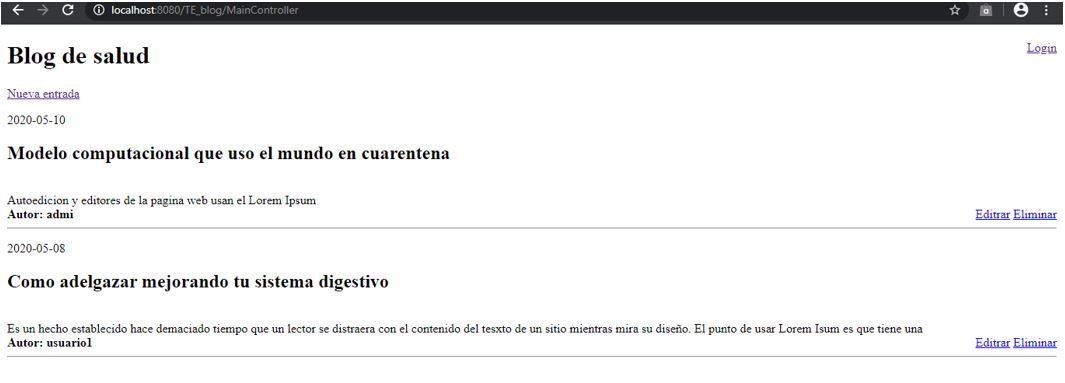 localhost:8080/TE_blog/MainController
Blog de salud
Login
Nueva entrada
2020-05-10
Modelo computacional que uso el mundo en cuarentena
Autoedicion y editores de la pagina web usan el Lorem Ipsum
Autor: admi
Editrar Eliminar
2020-05-08
Como adelgazar mejorando tu sistema digestivo
Es un hecho establecido hace demaciado tiempo que un lector se distraera con el contenido del tesxto de un sitio mientras mira su diseño. El punto de usar Lorem Isum es que tiene una
Autor: usuario1
Editrar Eliminar